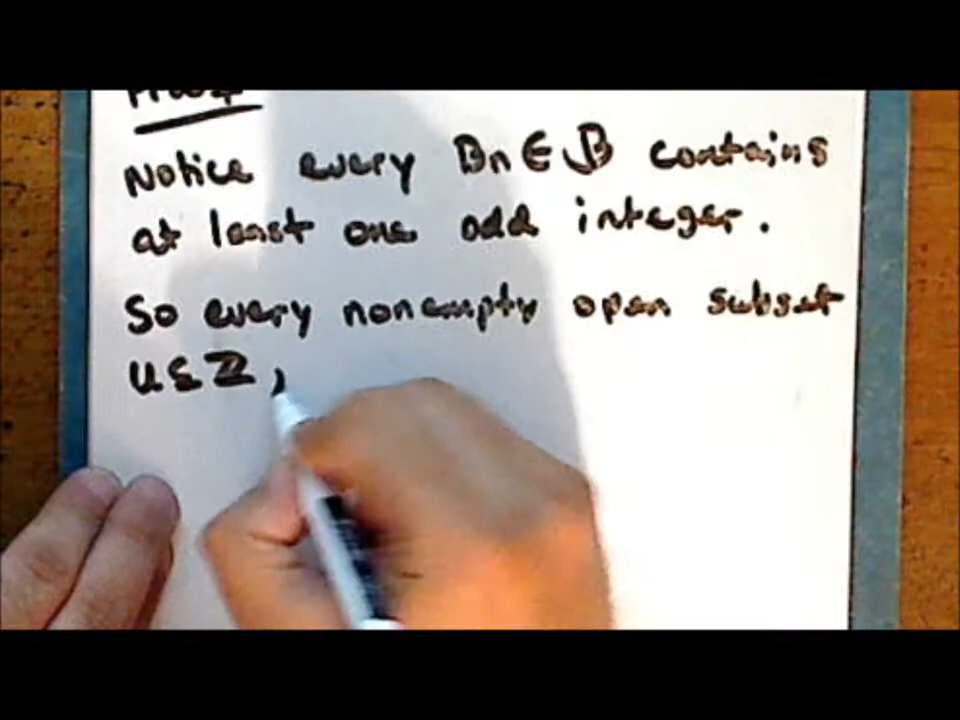 Notice every Bn ∈ 𝓑 contains
at least one odd integer.
So every nonempty open subset
U ⊆ ℤ,